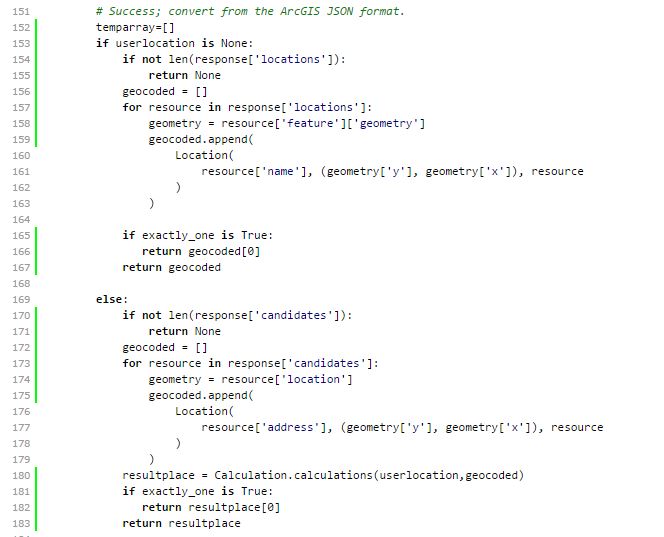 151 # Success; convert from the ArcGIS JSON format.
152 temparray=[]
153 if userlocation is None:
154 if not len(response['locations']):
155 return None
156 geocoded = []
157 for resource in response['locations']:
158 geometry = resource['feature']['geometry']
159 geocoded.append(
160 Location(
161 resource['name'], (geometry['y'], geometry['x']), resource
162 )
163 )
164
165 if exactly_one is True:
166 return geocoded[0]
167 return geocoded
168
169 else:
170 if not len(response['candidates']):
171 return None
172 geocoded = []
173 for resource in response['candidates']:
174 geometry = resource['location']
175 geocoded.append(
176 Location(
177 resource['address'], (geometry['y'], geometry['x']), resource
178 )
179 )
180 resultplace = Calculation.calculations(userlocation,geocoded)
181 if exactly_one is True:
182 return resultplace[0]
183 return resultplace